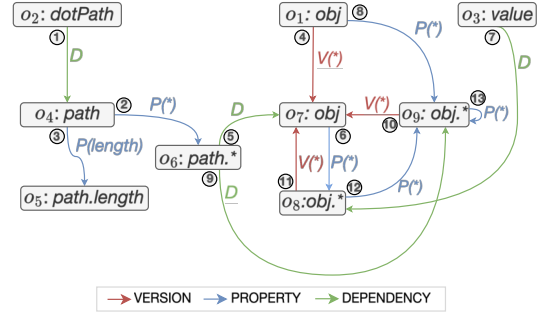 o₂: dotPath
o₁: obj
o₃: value
1
4
8
7
D
V(*)
P(*)
D
o₄: path
2
P(*)
3
P(length)
D
5
o₇: obj
6
V(*)
10
o₉: obj.*
13
P(*)
o₆: path.*
9
V(*)
P(*)
11
12
P(*)
o₅: path.length
D
o₈:obj.*
VERSION
PROPERTY
DEPENDENCY